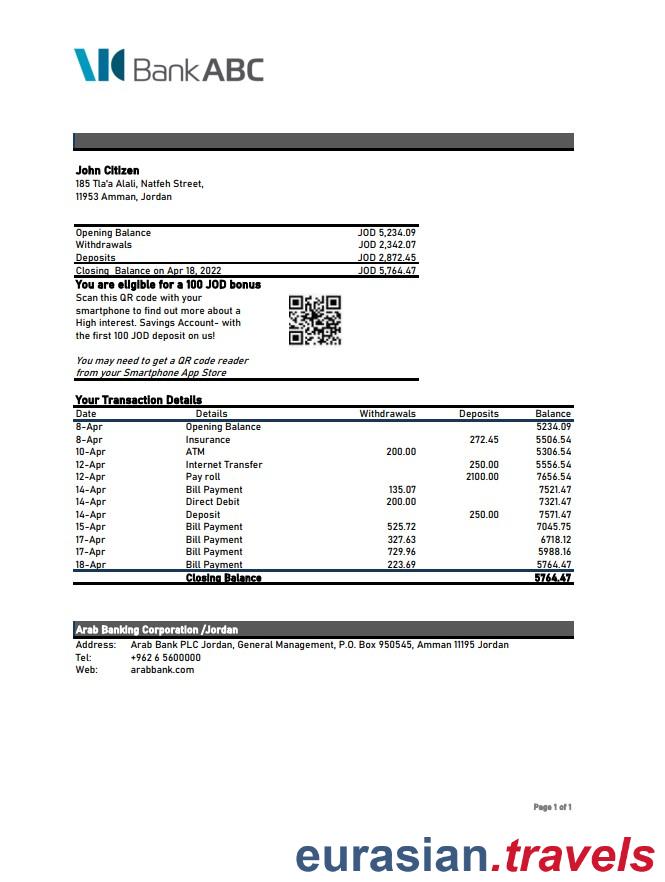 Bank ABC
John Citizen
185 Tla'a Alali, Natfeh Street,
11953 Amman, Jordan
Opening Balance JOD 5,234.09
Withdrawals JOD 2,342.07
Deposits JOD 2,872.45
Closing Balance on Apr 18, 2022 JOD 5,764.47
You are eligible for a 100 JOD bonus
Scan this QR code with your
smartphone to find out more about a
High interest. Savings Account- with
the first 100 JOD deposit on us!
You may need to get a QR code reader
from your Smartphone App Store
Your Transaction Details
Date Details Withdrawals Deposits Balance
8-Apr Opening Balance 5234.09
8-Apr Insurance 272.45 5506.54
10-Apr ATM 200.00 5306.54
12-Apr Internet Transfer 250.00 5556.54
12-Apr Pay roll 2100.00 7656.54
14-Apr Bill Payment 135.07 7521.47
14-Apr Direct Debit 200.00 7321.47
14-Apr Deposit 250.00 7571.47
15-Apr Bill Payment 525.72 7045.75
17-Apr Bill Payment 327.63 6718.12
17-Apr Bill Payment 729.96 5988.16
18-Apr Bill Payment 223.69 5764.47
Closing Balance 5764.47
Arab Banking Corporation /Jordan
Address: Arab Bank PLC Jordan, General Management, P.O. Box 950545, Amman 11195 Jordan
Tel: +962 6 5600000
Web: arabbank.com
Page 1 of 1
eurasian.travels